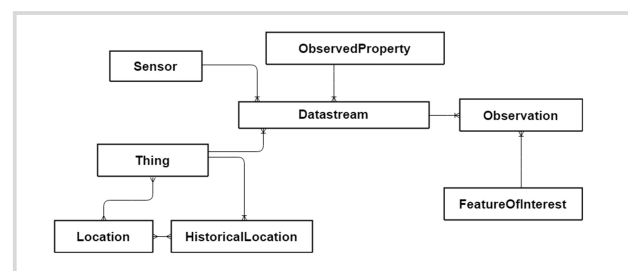 ObservedProperty
Sensor
Datastream
Observation
Thing
FeatureOfInterest
Location
HistoricalLocation